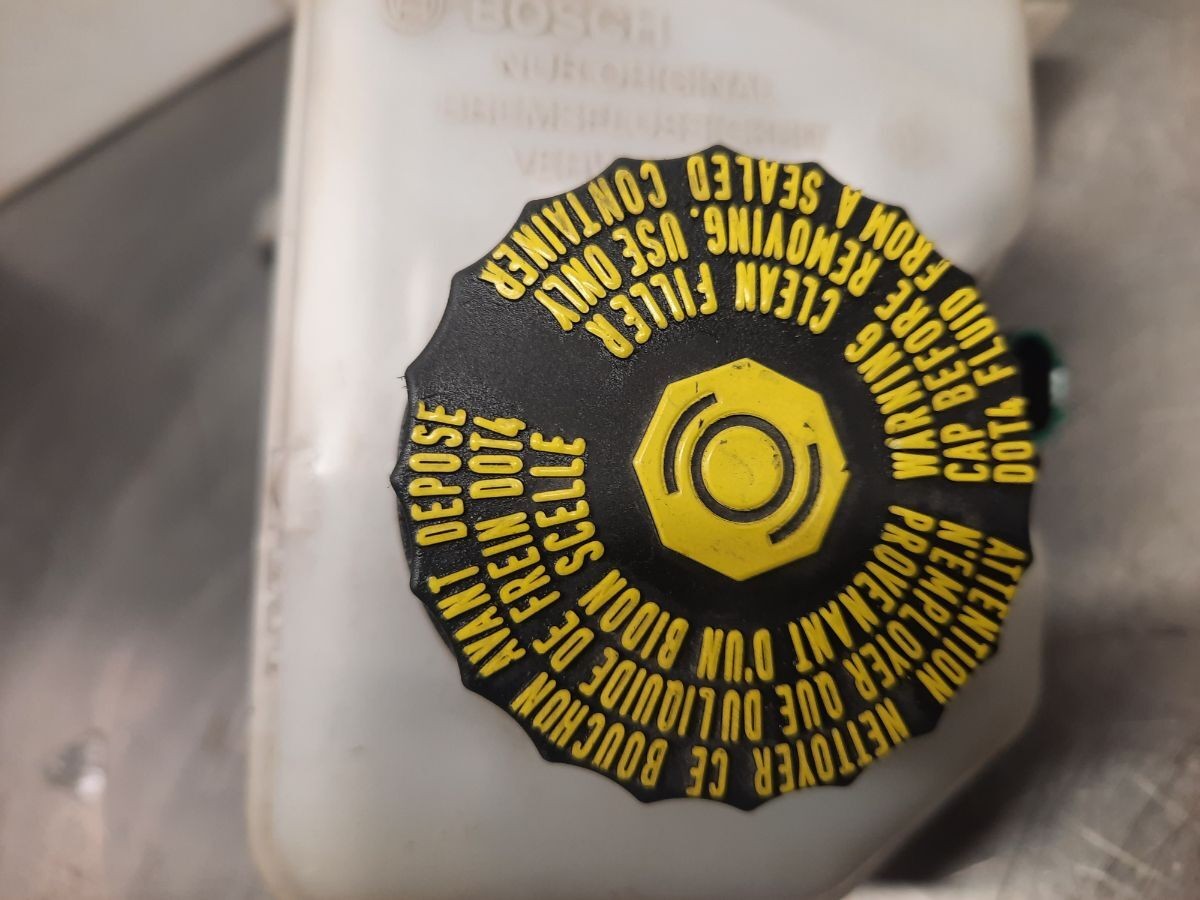 BOSCH
WARNING CLEAN FILLER
CAP BEFORE REMOVING. USE ONLY
DOT4 FLUID FROM A SEALED CONTAINER
ATTENTION NETTOYER CE BOUCHON AVANT DEPOSE
N'EMPLOYER QUE DU LIQUIDE DE FREIN DOT4
PROVENANT D'UN BIDON SCELLE